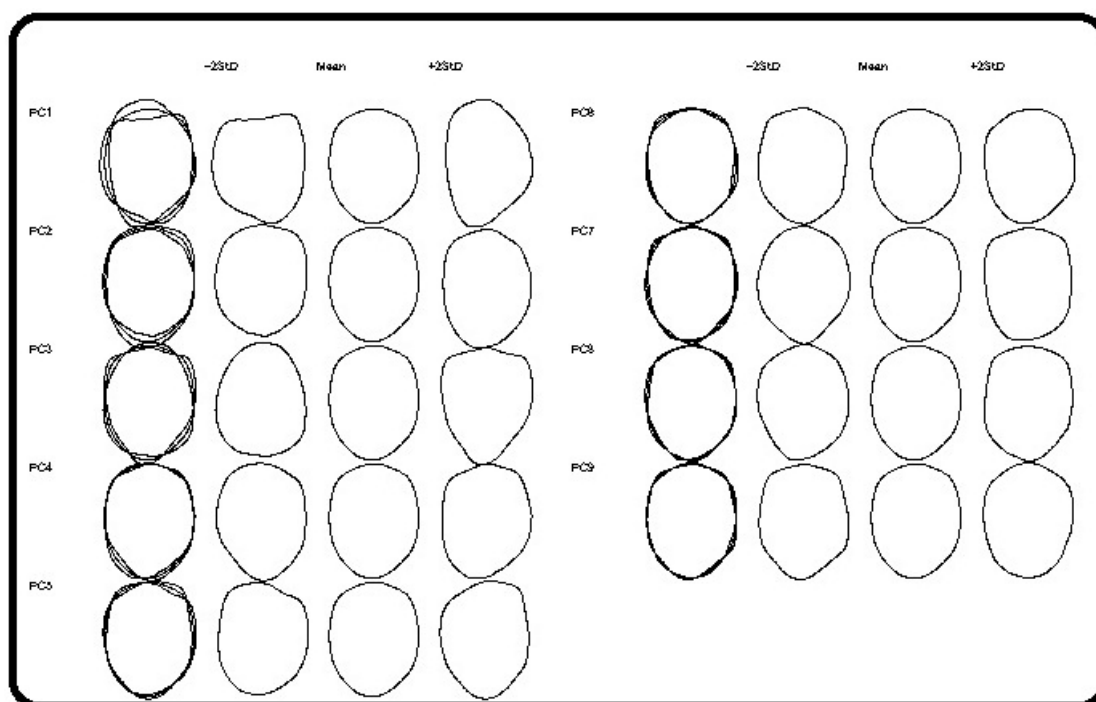 -2StD Mean +2StD
PC1
PC2
PC3
PC4
PC5
-2StD Mean +2StD
PC6
PC7
PC8
PC9